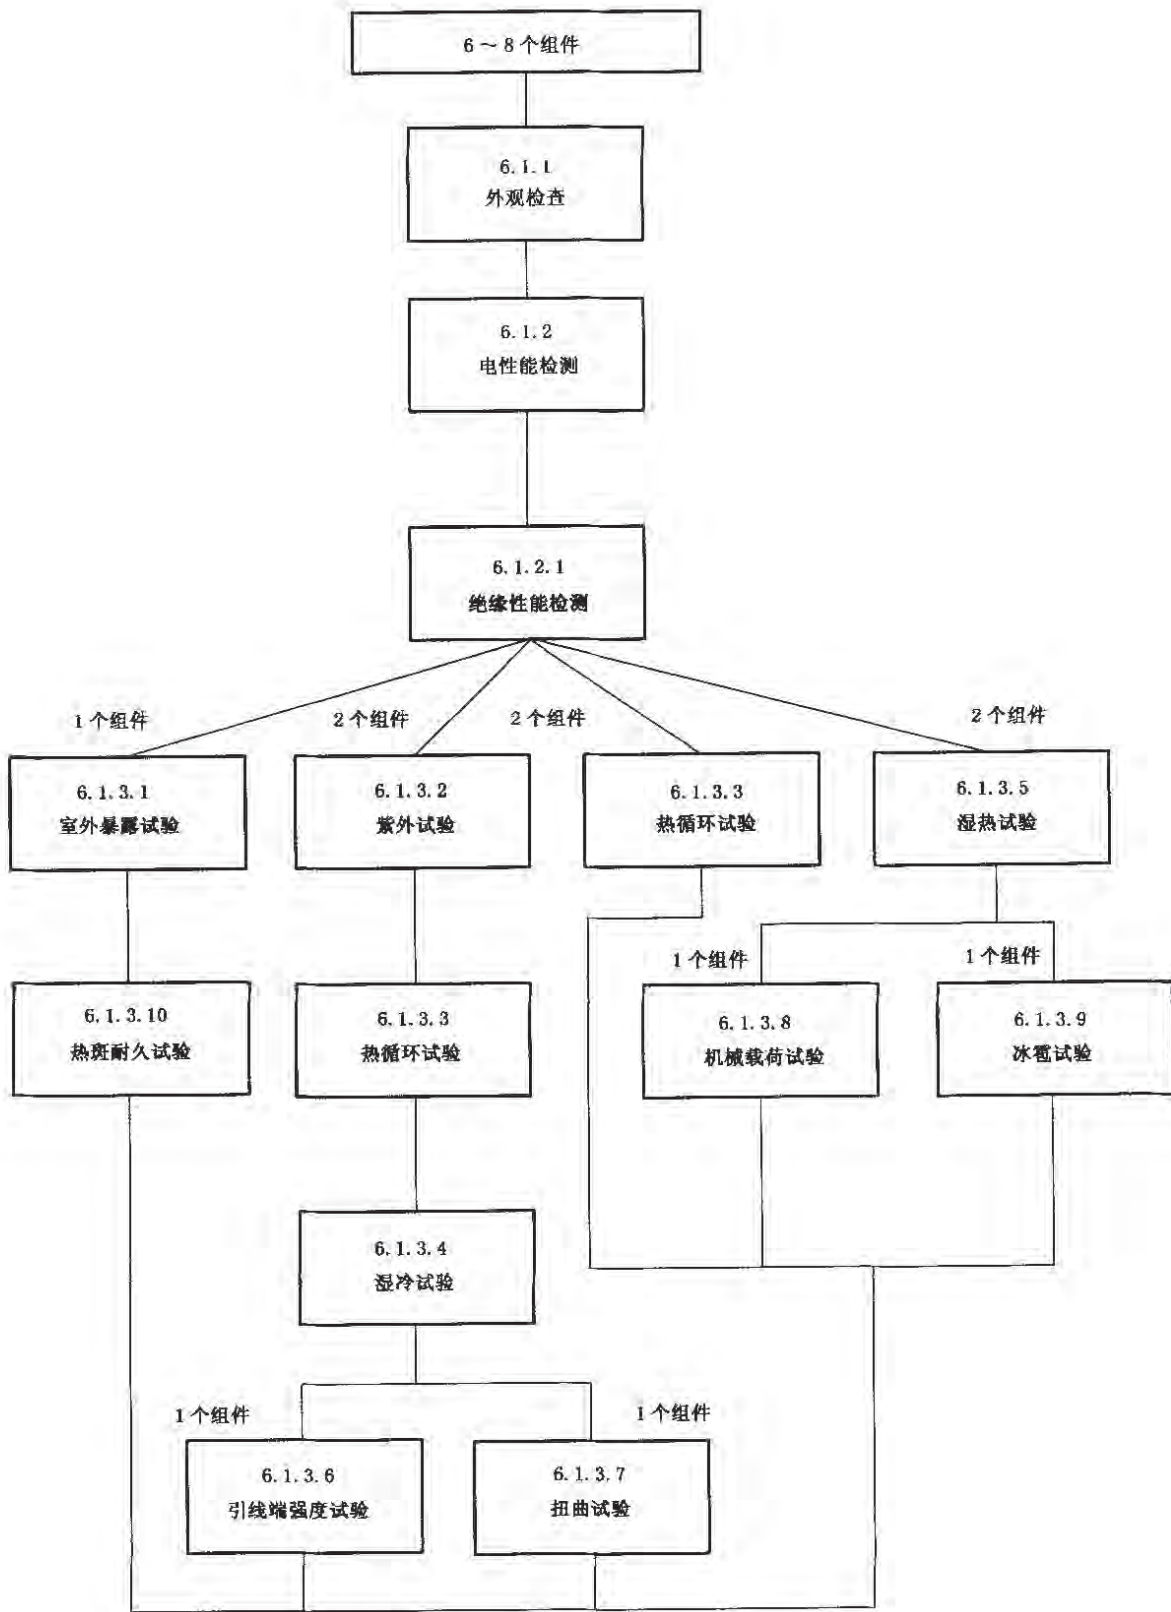 6～8个组件
6.1.1
外观检查
6.1.2
电性能检测
6.1.2.1
绝缘性能检测
1个组件
2个组件
2个组件
2个组件
6.1.3.1
室外暴露试验
6.1.3.2
紫外试验
6.1.3.3
热循环试验
6.1.3.5
湿热试验
1个组件
1个组件
6.1.3.10
热斑耐久试验
6.1.3.3
热循环试验
6.1.3.8
机械载荷试验
6.1.3.9
冰雹试验
6.1.3.4
湿冷试验
1个组件
1个组件
6.1.3.6
引线端强度试验
6.1.3.7
扭曲试验